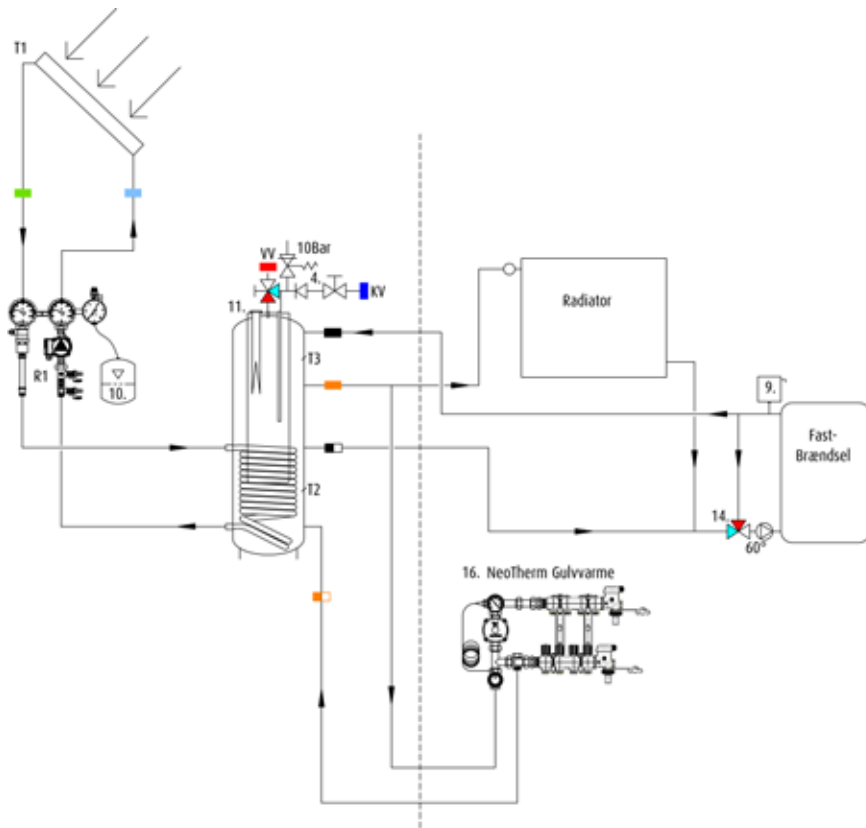 T1
10Bar
VV
4.
KV
11.
Radiator
T3
R1
10.
9.
Fast-
Brændsel
T2
14.
60°
16. NeoTherm Gulvvarme